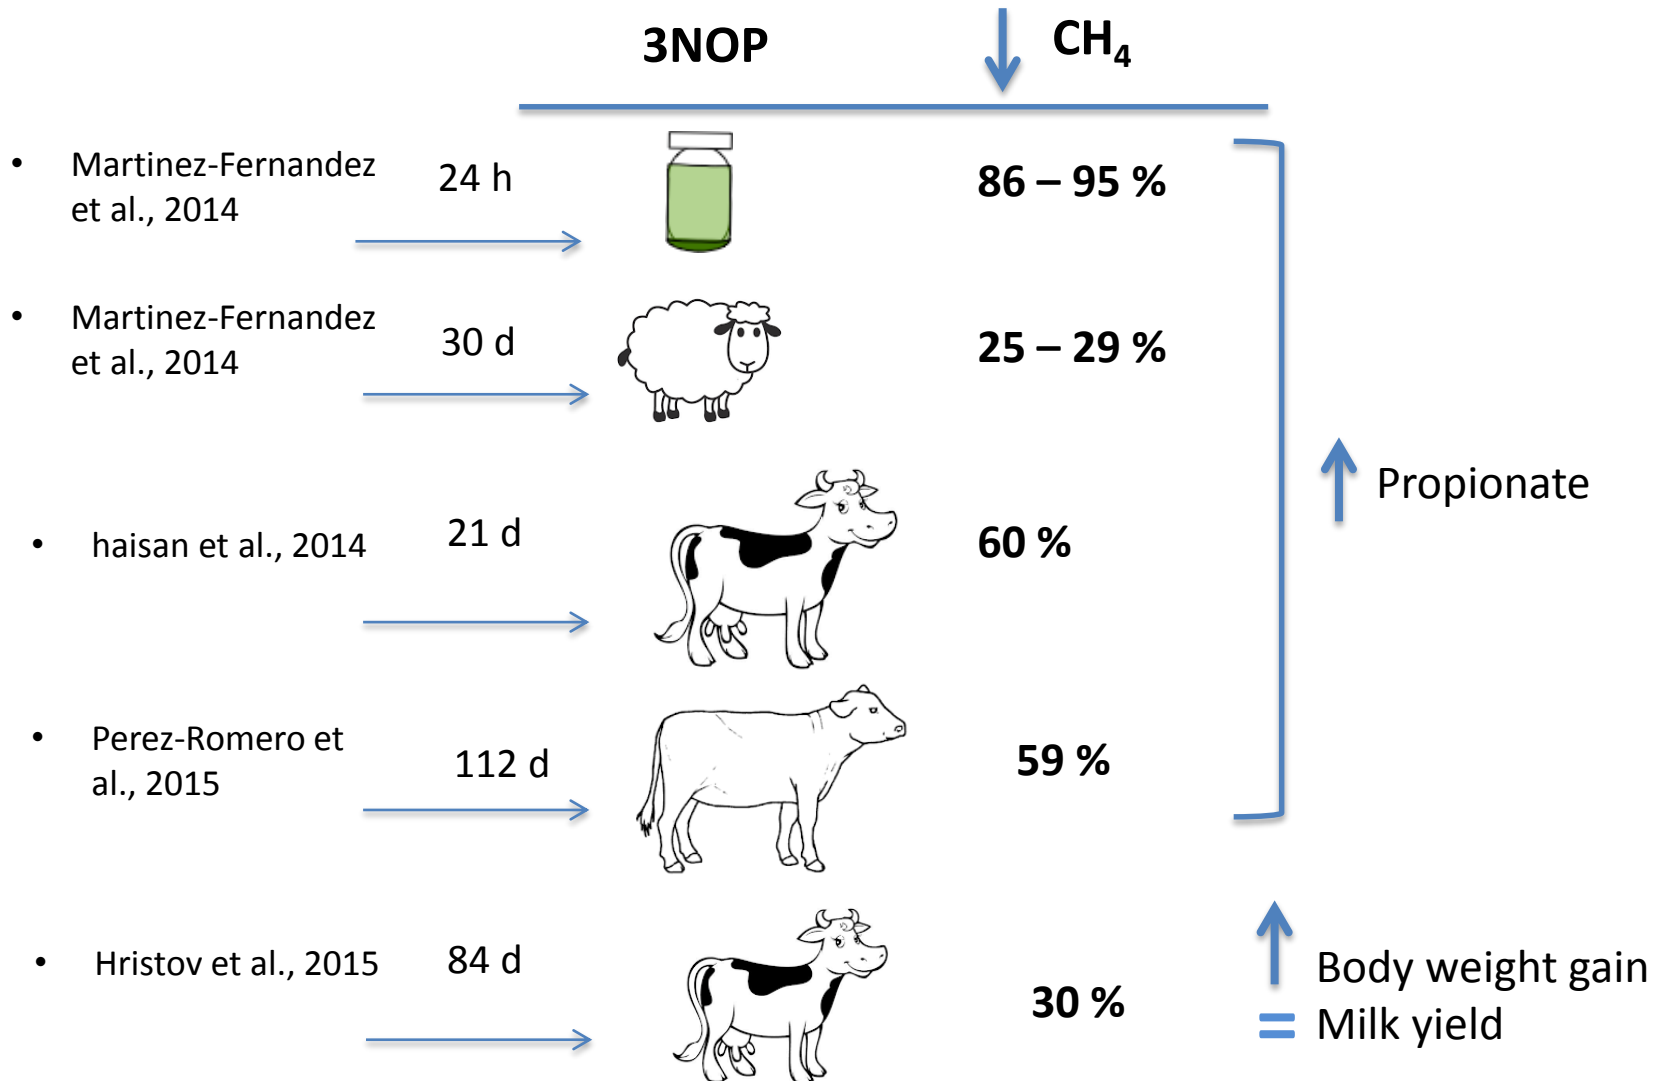 3NOP
CH4
• Martinez-Fernandez
et al., 2014
24 h
86 – 95 %
• Martinez-Fernandez
et al., 2014
30 d
25 – 29 %
• haisan et al., 2014
21 d
60 %
Propionate
• Perez-Romero et
al., 2015
112 d
59 %
• Hristov et al., 2015
84 d
30 %
Body weight gain
= Milk yield